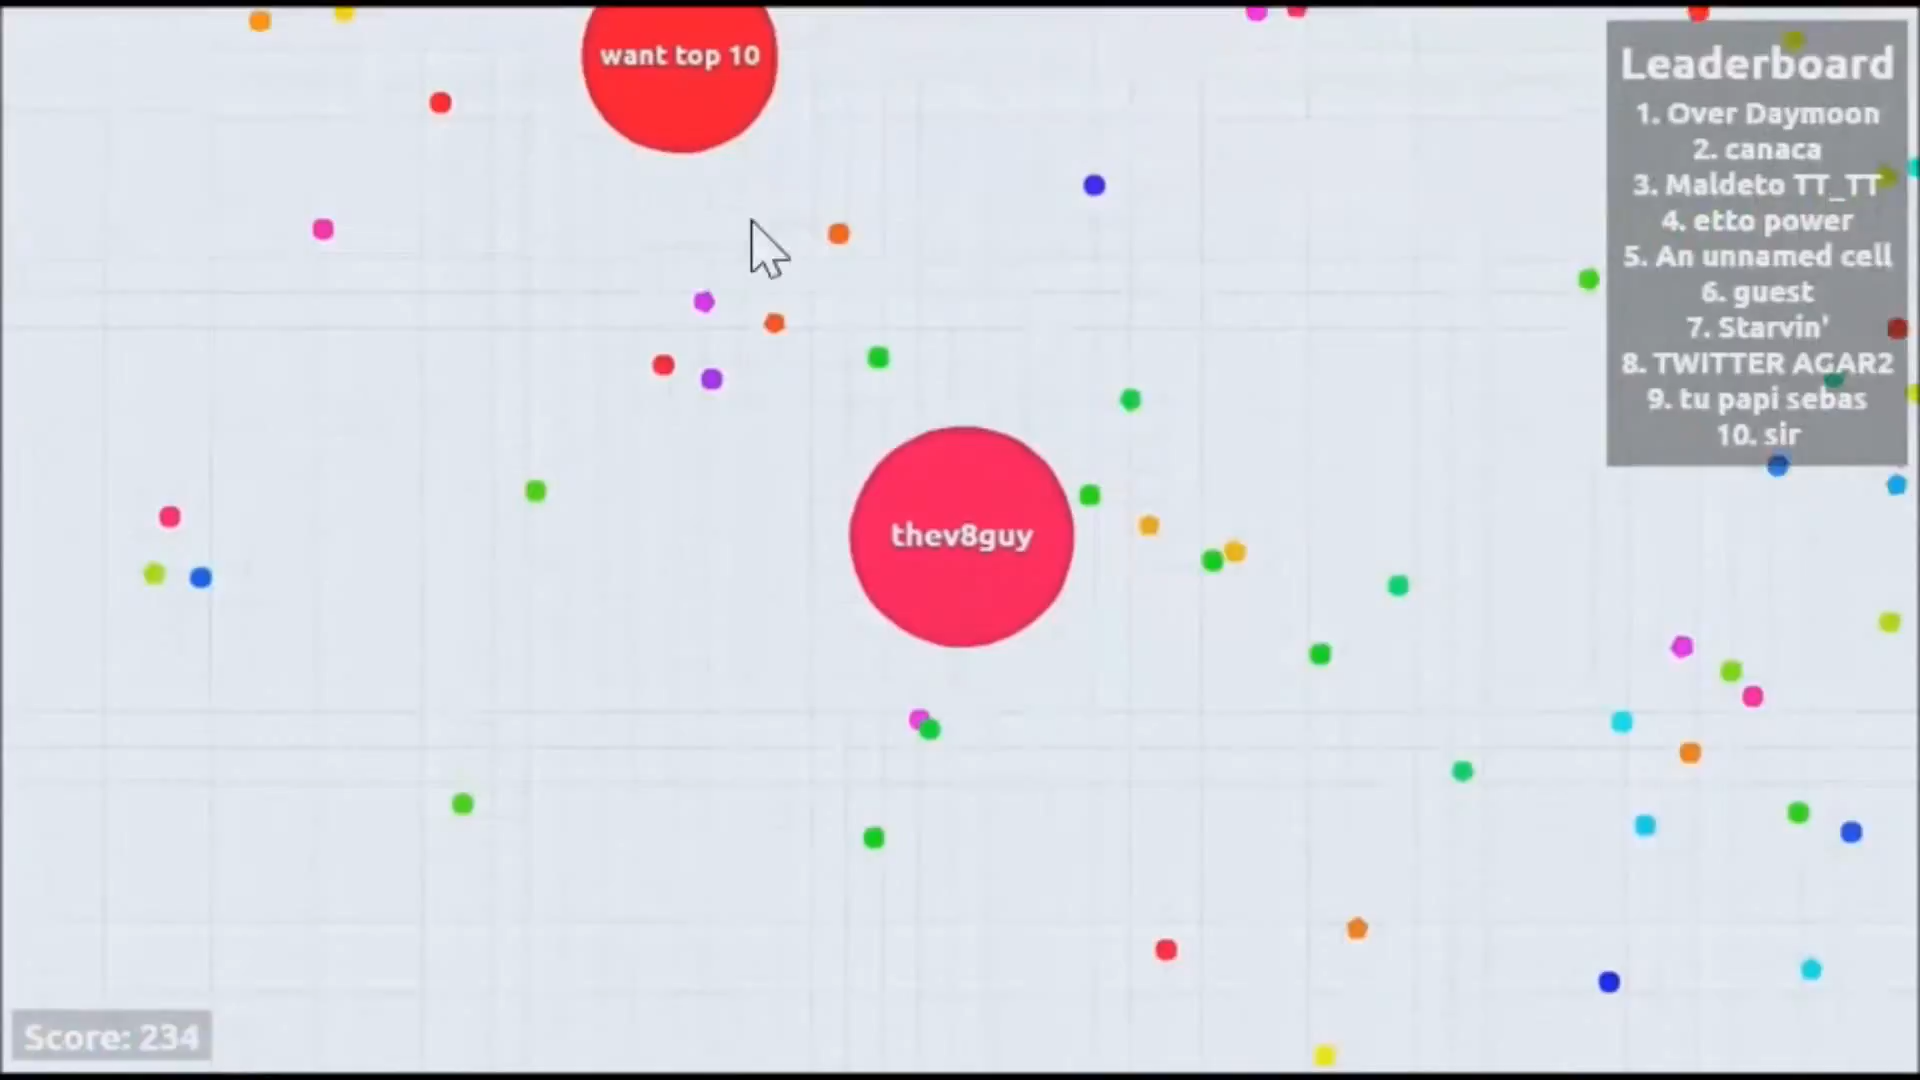 want top 10
Leaderboard
1. Over Daymoon
2. canaca
3. Maldeto TT_TT
4. etto power
5. An unnamed cell
6. guest
7. Starvin'
8. TWITTER AGAR2
9. tu papi sebas
10. sir
thev8guy
Score: 234